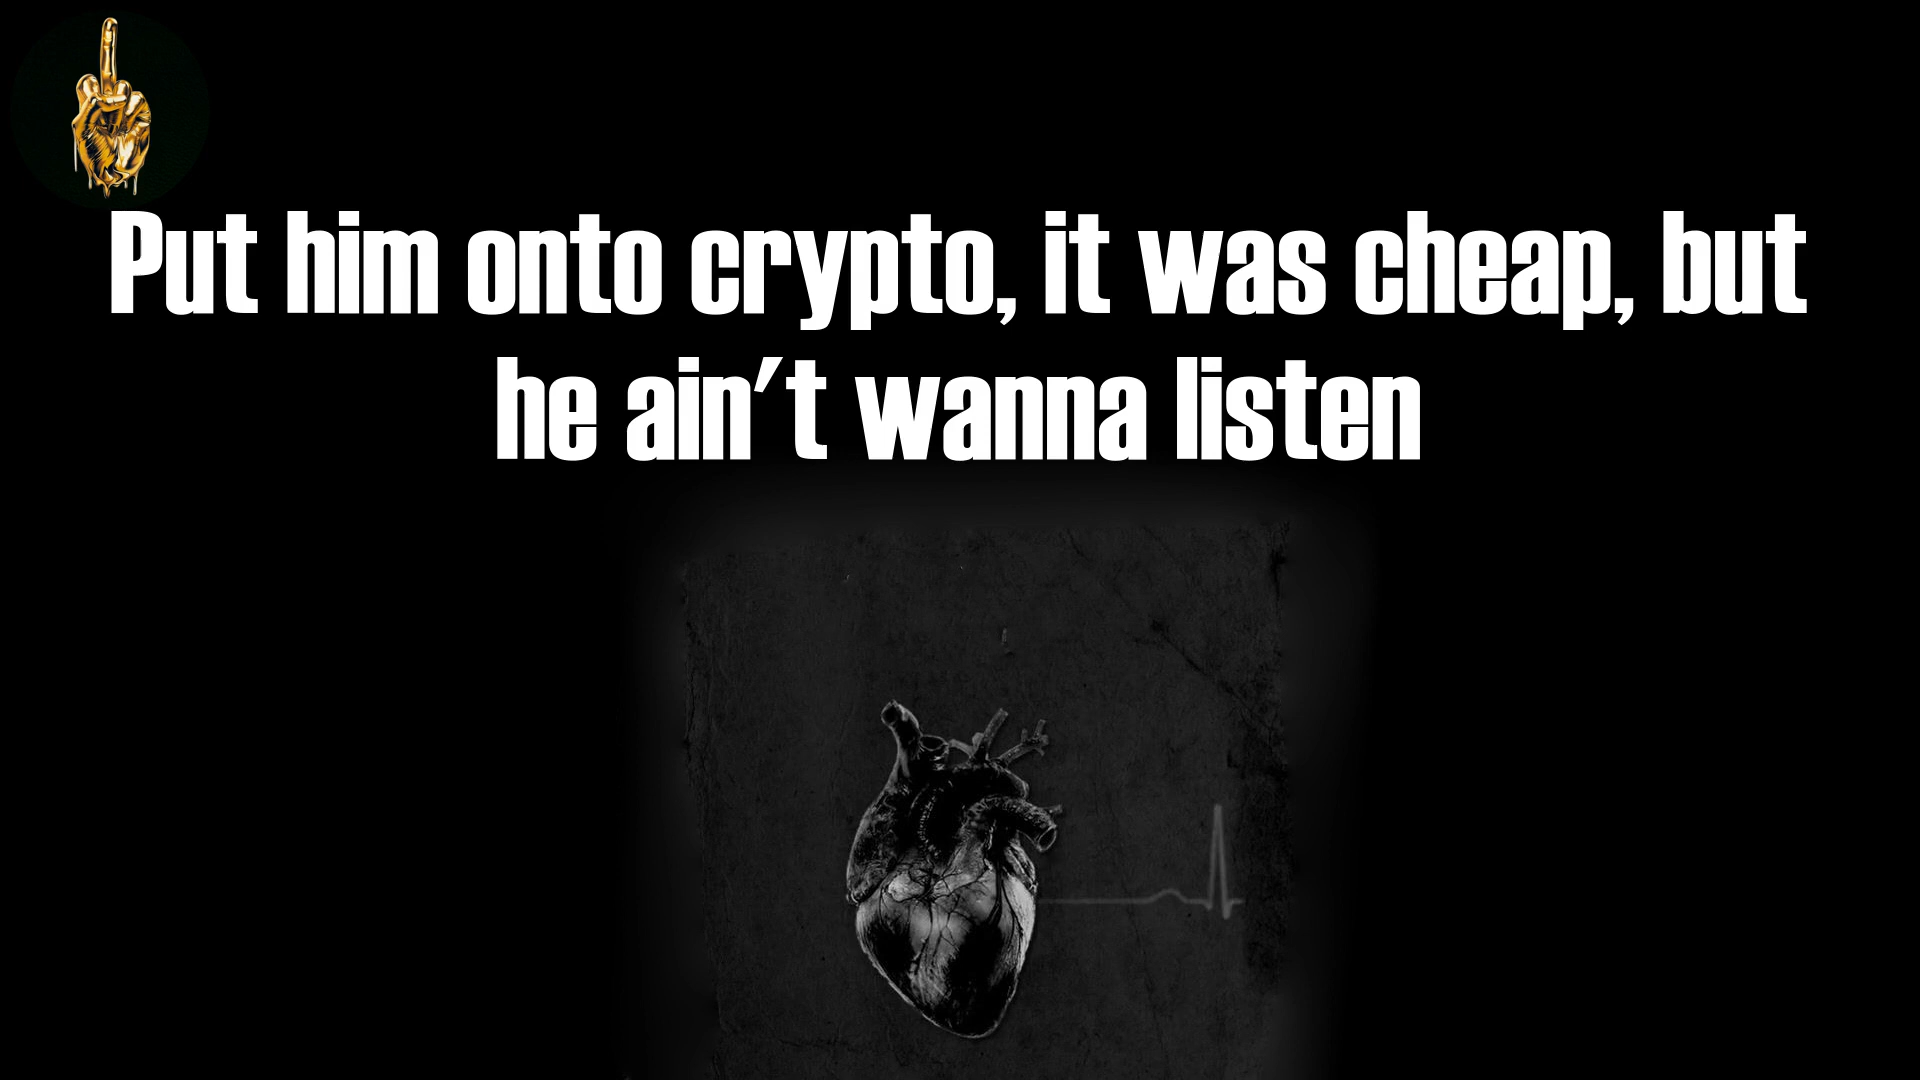 Put him onto crypto, it was cheap, but
he ain't wanna listen